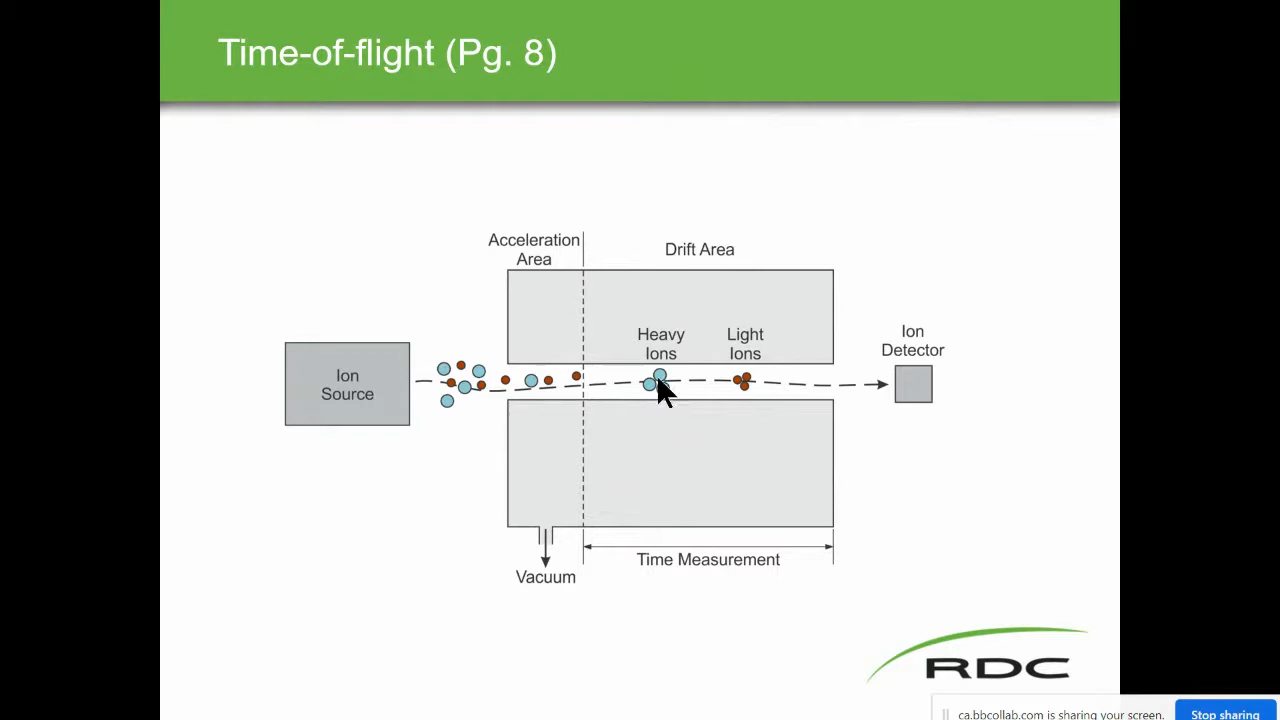 Time-of-flight (Pg. 8)
Acceleration
Area
Drift Area
Heavy
Ions
Light
Ions
Ion
Detector
Ion
Source
Time Measurement
Vacuum
RDC
ca.bbcollab.com is sharing your screen.
Stop sharing